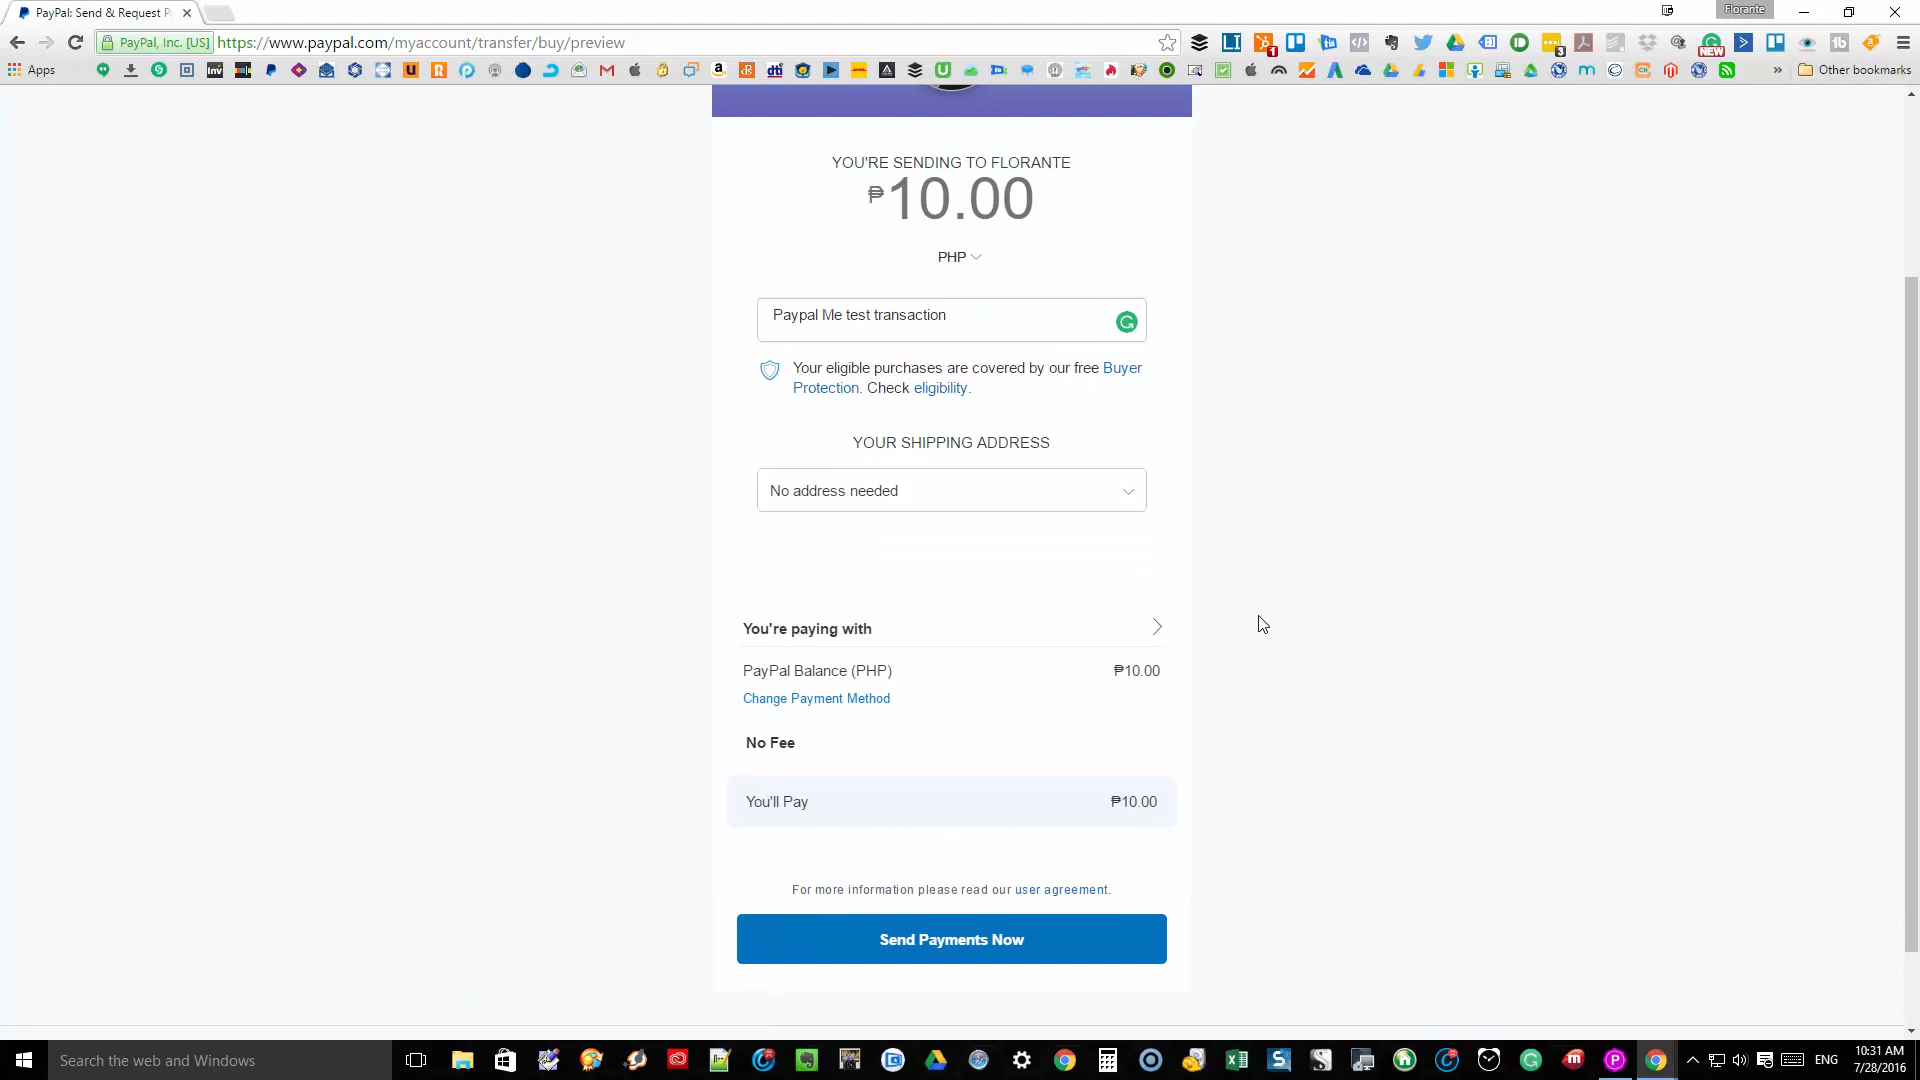 PayPal: Send & Request P
Florante
PayPal, Inc. [US] https://www.paypal.com/myaccount/transfer/buy/preview
Apps
Other bookmarks
YOU'RE SENDING TO FLORANTE
₱10.00
PHP
Paypal Me test transaction
Your eligible purchases are covered by our free Buyer
Protection. Check eligibility.
YOUR SHIPPING ADDRESS
No address needed
You're paying with
PayPal Balance (PHP) ₱10.00
Change Payment Method
No Fee
You'll Pay ₱10.00
For more information please read our user agreement.
Send Payments Now
Search the web and Windows
ENG
10:31 AM
7/28/2016